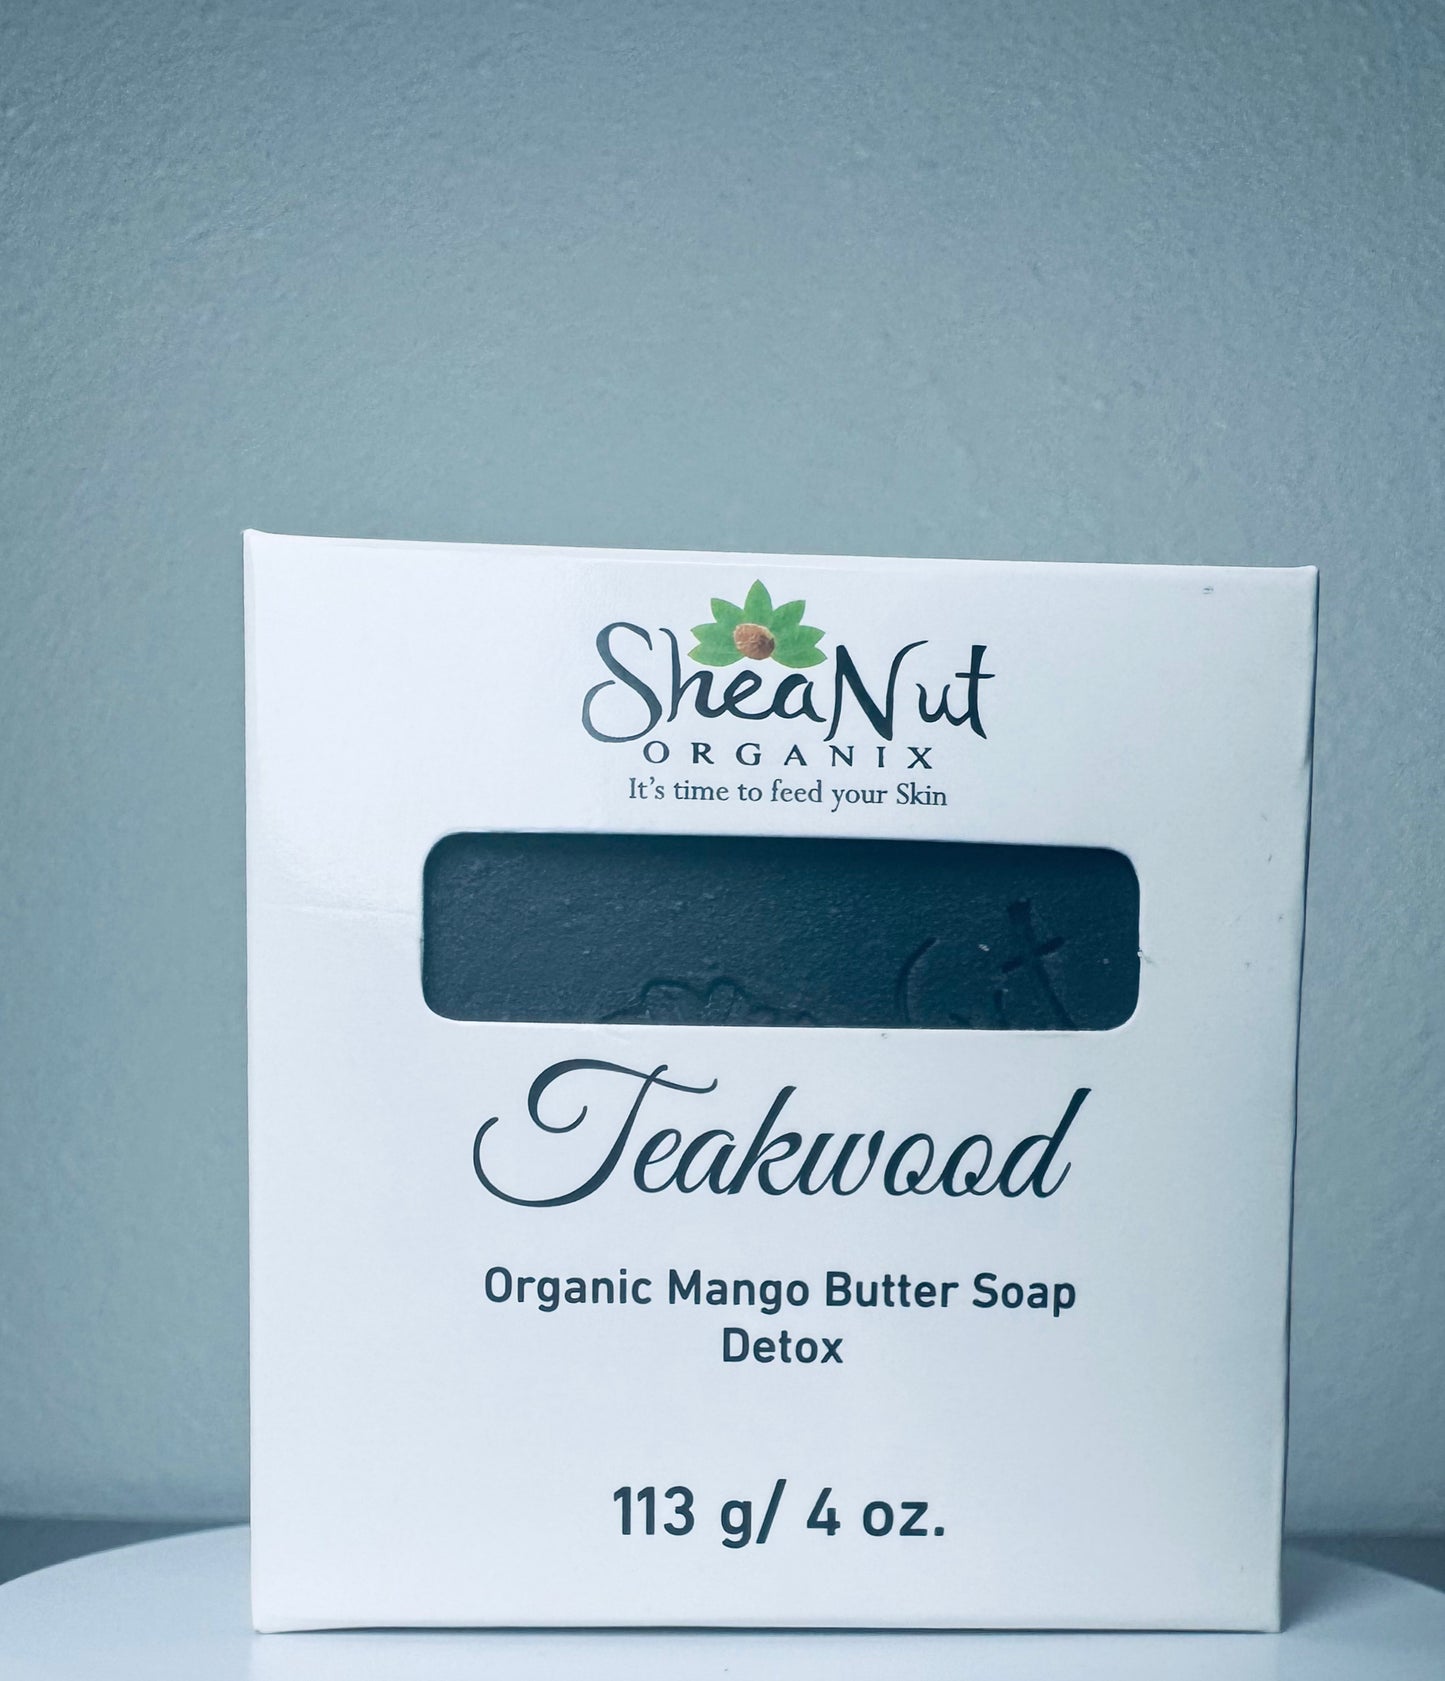 SheaNut
ORGANIX
It's time to feed your Skin
Teakwood
Organic Mango Butter Soap
Detox
113 g/ 4 oz.